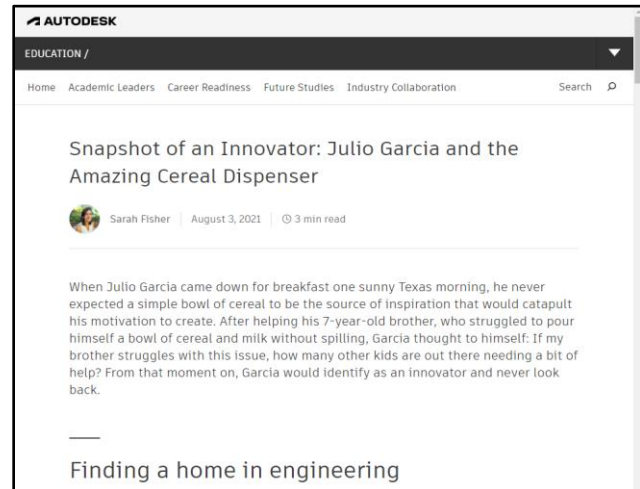 AUTODESK
EDUCATION /
Home Academic Leaders Career Readiness Future Studies Industry Collaboration Search
Snapshot of an Innovator: Julio Garcia and the
Amazing Cereal Dispenser
Sarah Fisher August 3, 2021 3 min read
When Julio Garcia came down for breakfast one sunny Texas morning, he never
expected a simple bowl of cereal to be the source of inspiration that would catapult
his motivation to create. After helping his 7-year-old brother, who struggled to pour
himself a bowl of cereal and milk without spilling, Garcia thought to himself: If my
brother struggles with this issue, how many other kids are out there needing a bit of
help? From that moment on, Garcia would identify as an innovator and never look
back.
Finding a home in engineering